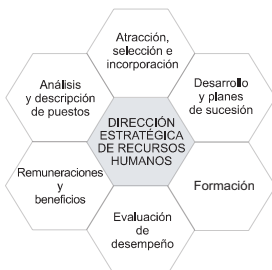 Atracción,
selección e
incorporación
Análisis
y descripción
de puestos
Desarrollo
y planes
de sucesión
DIRECCIÓN
ESTRATÉGICA
DE RECURSOS
HUMANOS
Remuneraciones
y
beneficios
Formación
Evaluación
de
desempeño